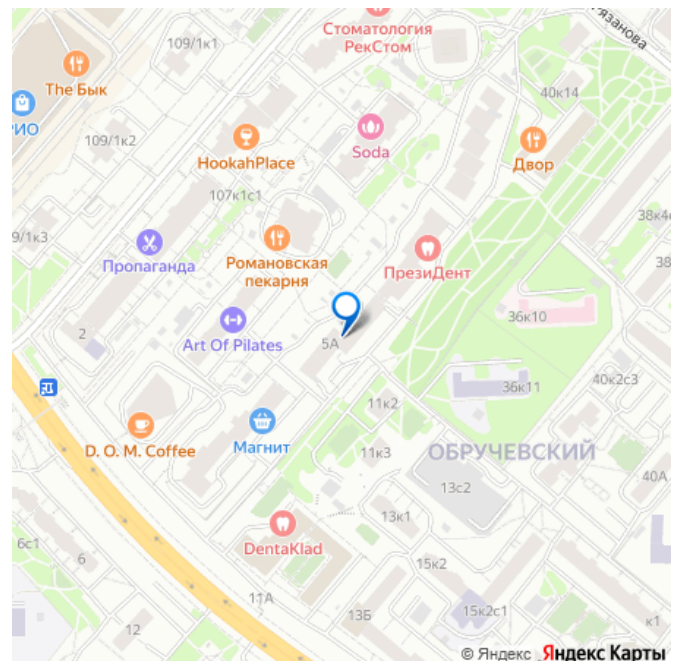 Стоматология
РекСтом
109/1к1
The Бык
40к14
РИО
109/1к2
HookahPlace
Soda
Двор
107к1с1
9/1к3
Пропаганда
Романовская
пекарня
ПрезиДент
38
36к10
2
Art Of Pilates
5А
36к11
40к2с3
11к2
D. O. M. Coffee
Магнит
11к3
ОБРУЧЕВСКИЙ
13с2
40А
13к1
DentaKlad
6с1
6
15к2
11А
13Б
12
15к2с1
к1
© Яндекс Яндекс Карты